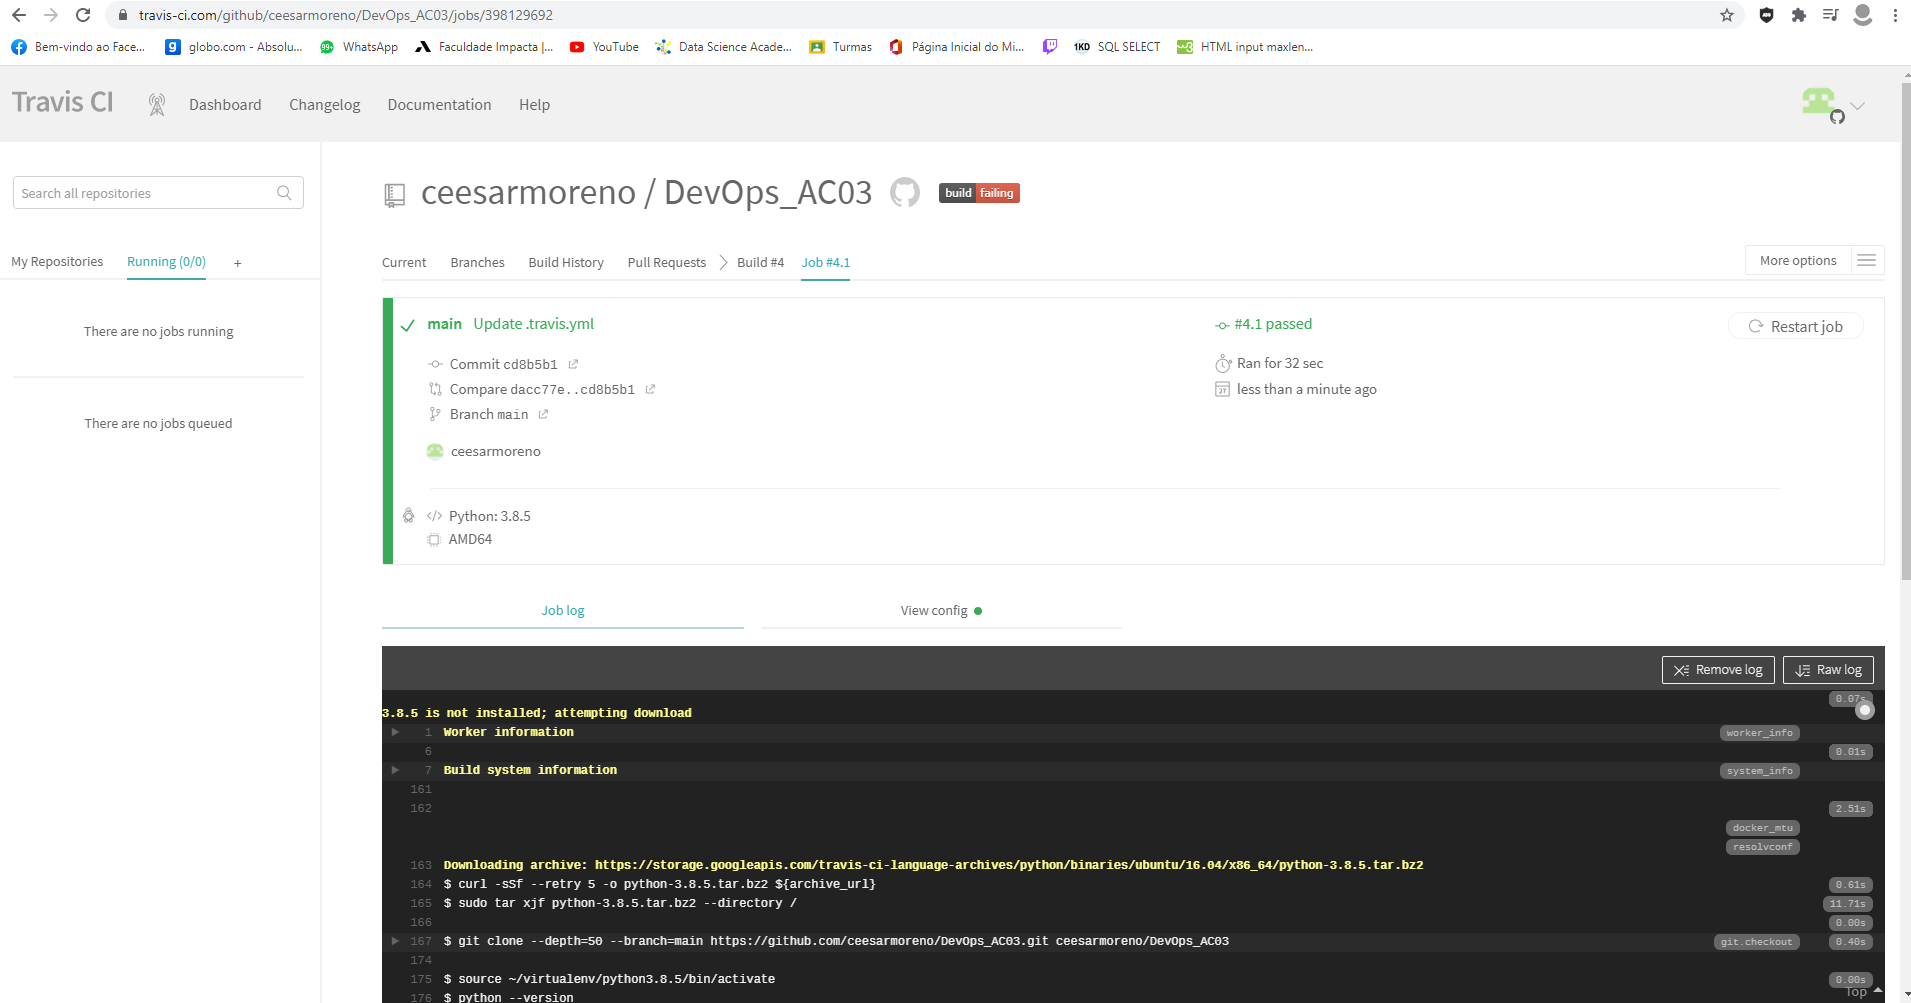 travis-ci.com/github/ceesarmoreno/DevOps_AC03/jobs/398129692
Bem-vindo ao Face...
globo.com - Absolu...
99+
WhatsApp
Faculdade Impacta |...
YouTube
Data Science Acade...
Turmas
Página Inicial do Mi...
1KD SQL SELECT
HTML input maxlen...
Travis CI
Dashboard
Changelog
Documentation
Help
Search all repositories
My Repositories
Running (0/0)
+
There are no jobs running
There are no jobs queued
ceesarmoreno / DevOps_AC03
build failing
Current
Branches
Build History
Pull Requests
Build #4
Job #4.1
More options
main Update .travis.yml
Commit cd8b5b1
Compare dacc77e..cd8b5b1
Branch main
ceesarmoreno
#4.1 passed
Ran for 32 sec
27
less than a minute ago
Restart job
</> Python: 3.8.5
AMD64
Job log
View config
Remove log
Raw log
0.07s
3.8.5 is not installed; attempting download
1 Worker information worker_info
6 0.01s
7 Build system information system_info
161
162 2.51s
docker_mtu
resolvconf
163 Downloading archive: https://storage.googleapis.com/travis-ci-language-archives/python/binaries/ubuntu/16.04/x86_64/python-3.8.5.tar.bz2
164 $ curl -sSf --retry 5 -o python-3.8.5.tar.bz2 ${archive_url} 0.61s
165 $ sudo tar xjf python-3.8.5.tar.bz2 --directory / 11.71s
166 0.00s
167 $ git clone --depth=50 --branch=main https://github.com/ceesarmoreno/DevOps_AC03.git ceesarmoreno/DevOps_AC03 git.checkout 0.40s
174
175 $ source ~/virtualenv/python3.8.5/bin/activate 0.00s
176 $ python --version
Top